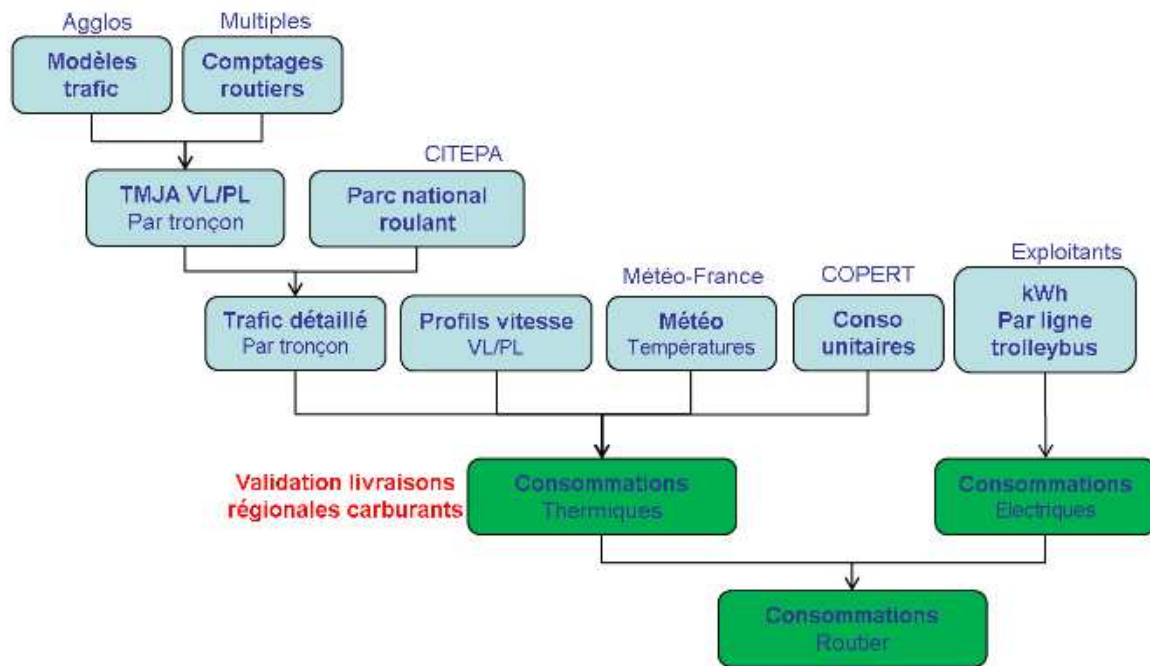 Agglos
Multiples
Modèles
trafic
Comptages
routiers
CITEPA
TMJA VL/PL
Par tronçon
Parc national
roulant
Exploitants
Météo-France
COPERT
Trafic détaillé
Par tronçon
Profils vitesse
VL/PL
Météo
Températures
Conso
unitaires
kWh
Par ligne
trolleybus
Validation livraisons
régionales carburants
Consommations
Thermiques
Consommations
Electriques
Consommations
Routier